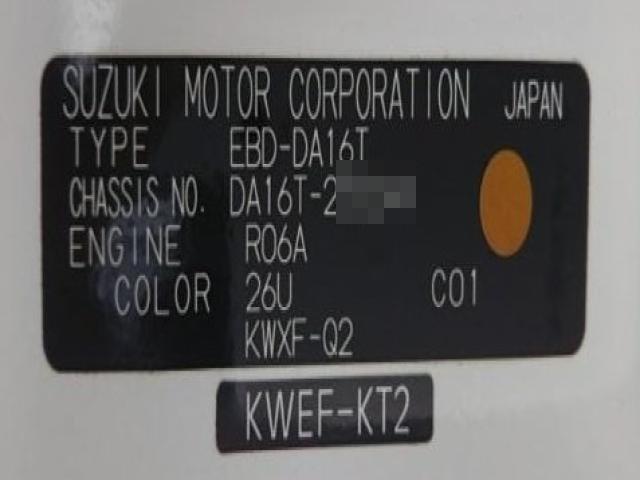 SUZUKI MOTOR CORPORATION JAPAN
TYPE EBD-DA16T
CHASSIS NO. DA16T-2
ENGINE R06A
COLOR 26U C01
KWXF-Q2
KWEF-KT2